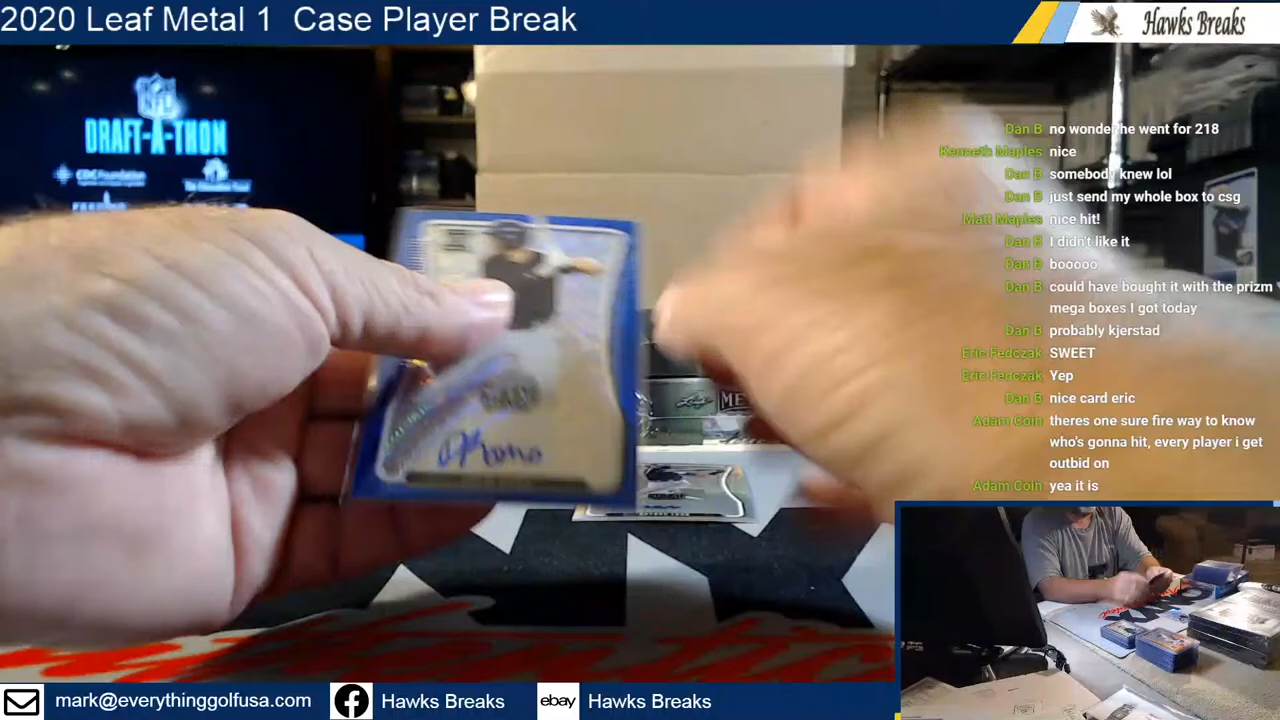 2020 Leaf Metal 1 Case Player Break
Hawks Breaks
NFL
DRAFT-A-THON
CDC Foundation
Dan B no wonder he went for 218
Kenneth Maples nice
Dan B somebody knew lol
Dan B just send my whole box to csg
Matt Maples nice hit!
Dan B I didn't like it
Dan B booooo
Dan B could have bought it with the prizm
mega boxes I got today
Dan B probably kjerstad
Eric Fedczak SWEET
Eric Fedczak Yep
Dan B nice card eric
Adam Coin theres one sure fire way to know
who's gonna hit, every player i get
outbid on
Adam Coin yea it is
Leaf ME
mark@everythinggolfusa.com
Hawks Breaks
ebay
Hawks Breaks